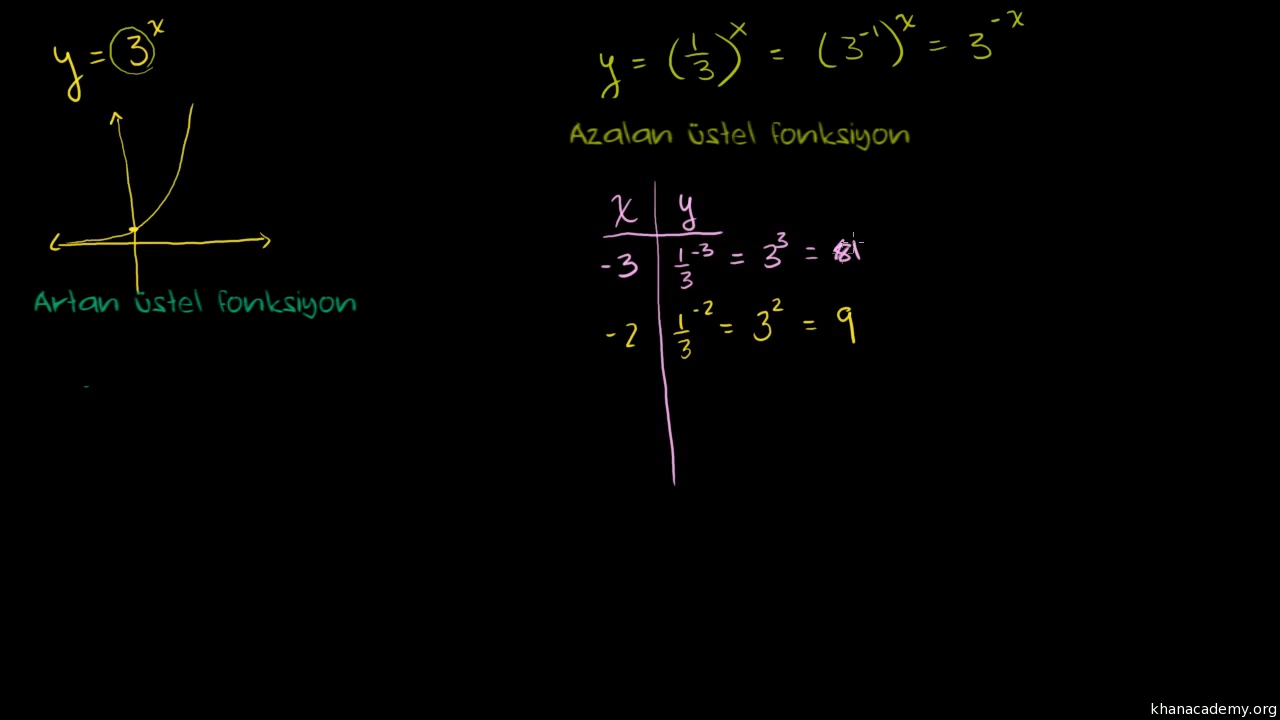 y = 3^x
Artan üstel fonksiyon
y = (1/3)^x = (3^-1)^x = 3^-x
Azalan üstel fonksiyon
x y
-3 1/3^-3 = 3^3 =
-2 1/3^-2 = 3^2 = 9
khanacademy.org